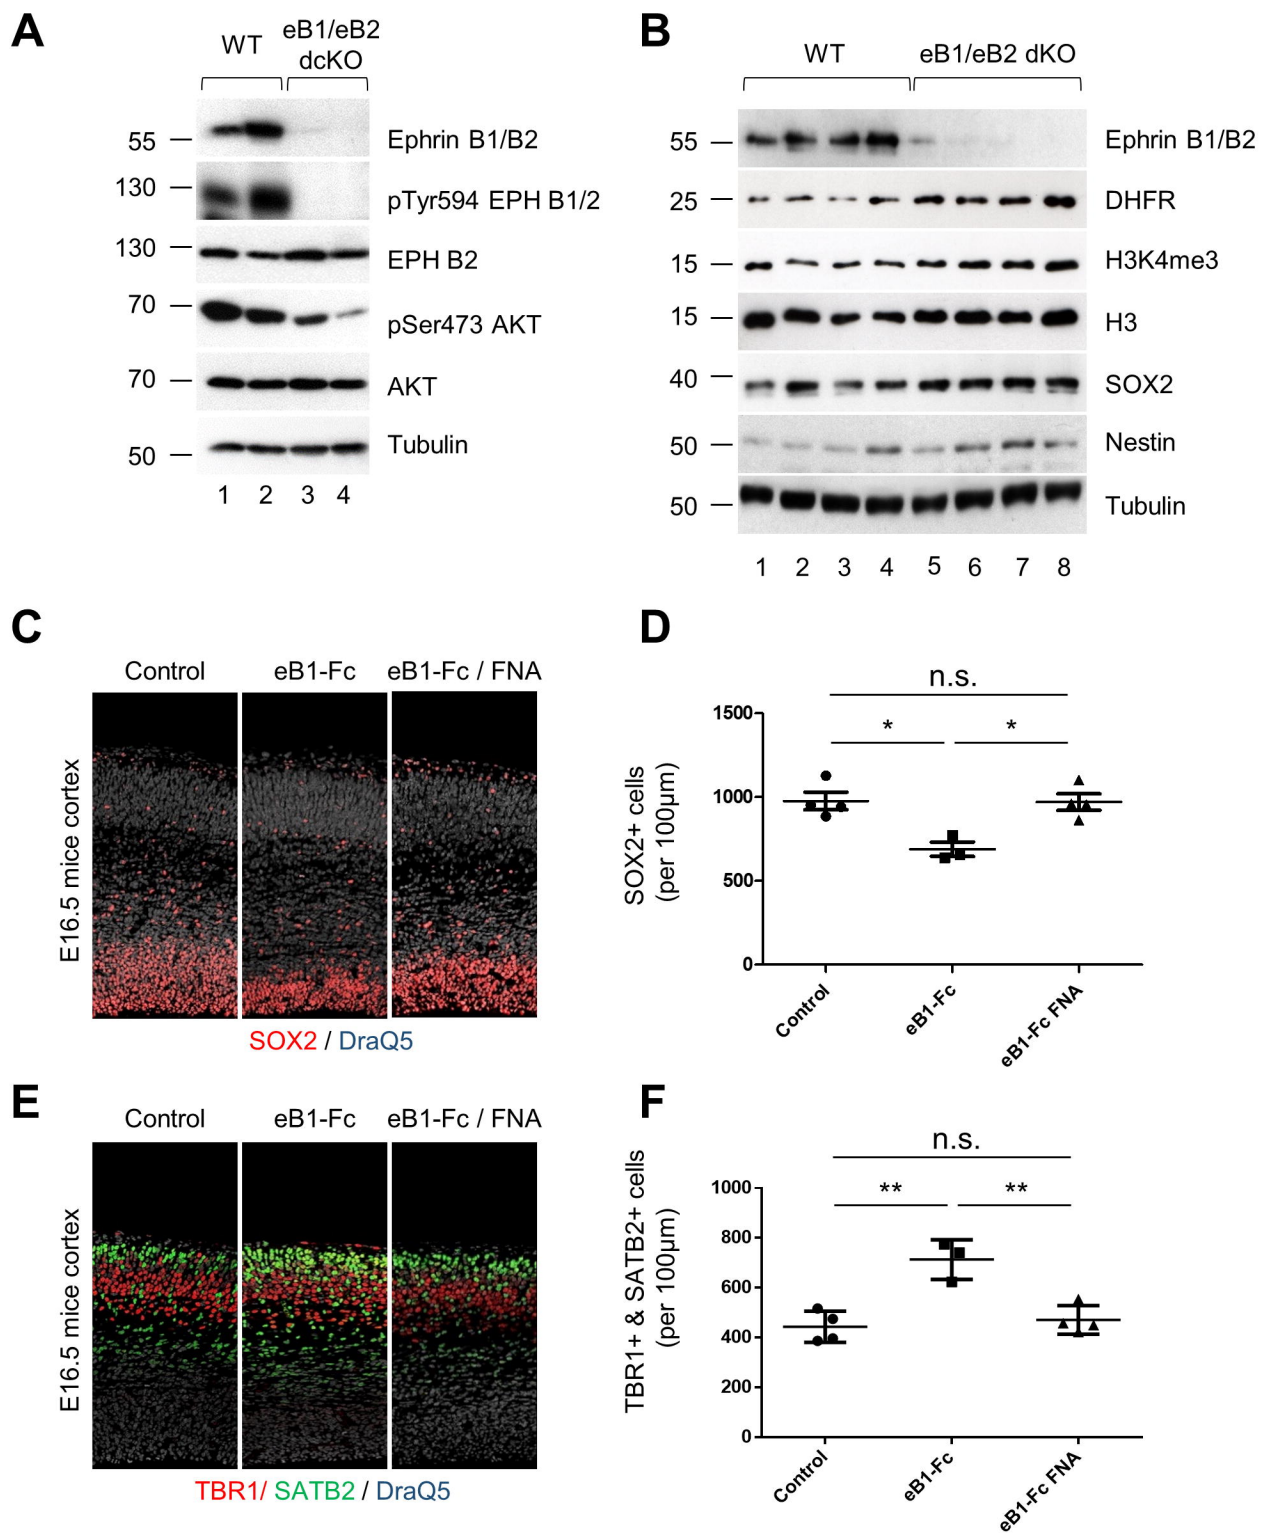 A
WT
eB1/eB2
dcKO
55
Ephrin B1/B2
130
pTyr594 EPH B1/2
130
EPH B2
70
pSer473 AKT
70
AKT
50
Tubulin
1 2 3 4
B
WT
eB1/eB2 dKO
55
Ephrin B1/B2
25
DHFR
15
H3K4me3
15
H3
40
SOX2
50
Nestin
50
Tubulin
1 2 3 4 5 6 7 8
C
Control
eB1-Fc
eB1-Fc / FNA
E16.5 mice cortex
SOX2 / DraQ5
D
n.s.
*
*
SOX2+ cells
(per 100µm)
1500
1000
500
0
Control
eB1-Fc
eB1-Fc FNA
E
Control
eB1-Fc
eB1-Fc / FNA
E16.5 mice cortex
TBR1/ SATB2 / DraQ5
F
n.s.
**
**
TBR1+ & SATB2+ cells
(per 100µm)
1000
800
600
400
200
0
Control
eB1-Fc
eB1-Fc FNA